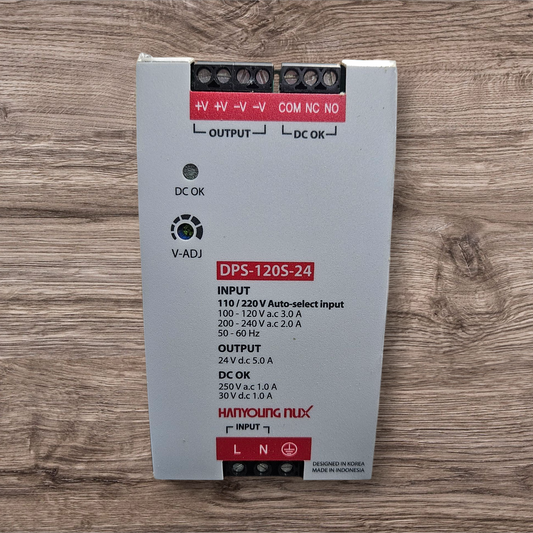 +V +V -V -V COM NC NO
OUTPUT DC OK
DC OK
V-ADJ
DPS-120S-24
INPUT
110 / 220 V Auto-select input
100 - 120 V a.c 3.0 A
200 - 240 V a.c 2.0 A
50 - 60 Hz
OUTPUT
24 V d.c 5.0 A
DC OK
250 V a.c 1.0 A
30 V d.c 1.0 A
HANYOUNG NUX
INPUT
L N
DESIGNED IN KOREA
MADE IN INDONESIA